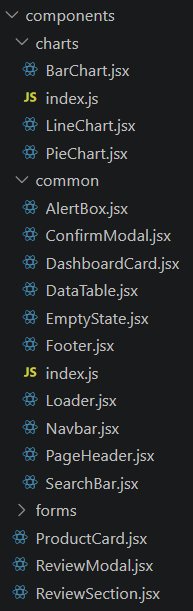 components
charts
BarChart.jsx
JS index.js
LineChart.jsx
PieChart.jsx
common
AlertBox.jsx
ConfirmModal.jsx
DashboardCard.jsx
DataTable.jsx
EmptyState.jsx
Footer.jsx
JS index.js
Loader.jsx
Navbar.jsx
PageHeader.jsx
SearchBar.jsx
forms
ProductCard.jsx
ReviewModal.jsx
ReviewSection.jsx